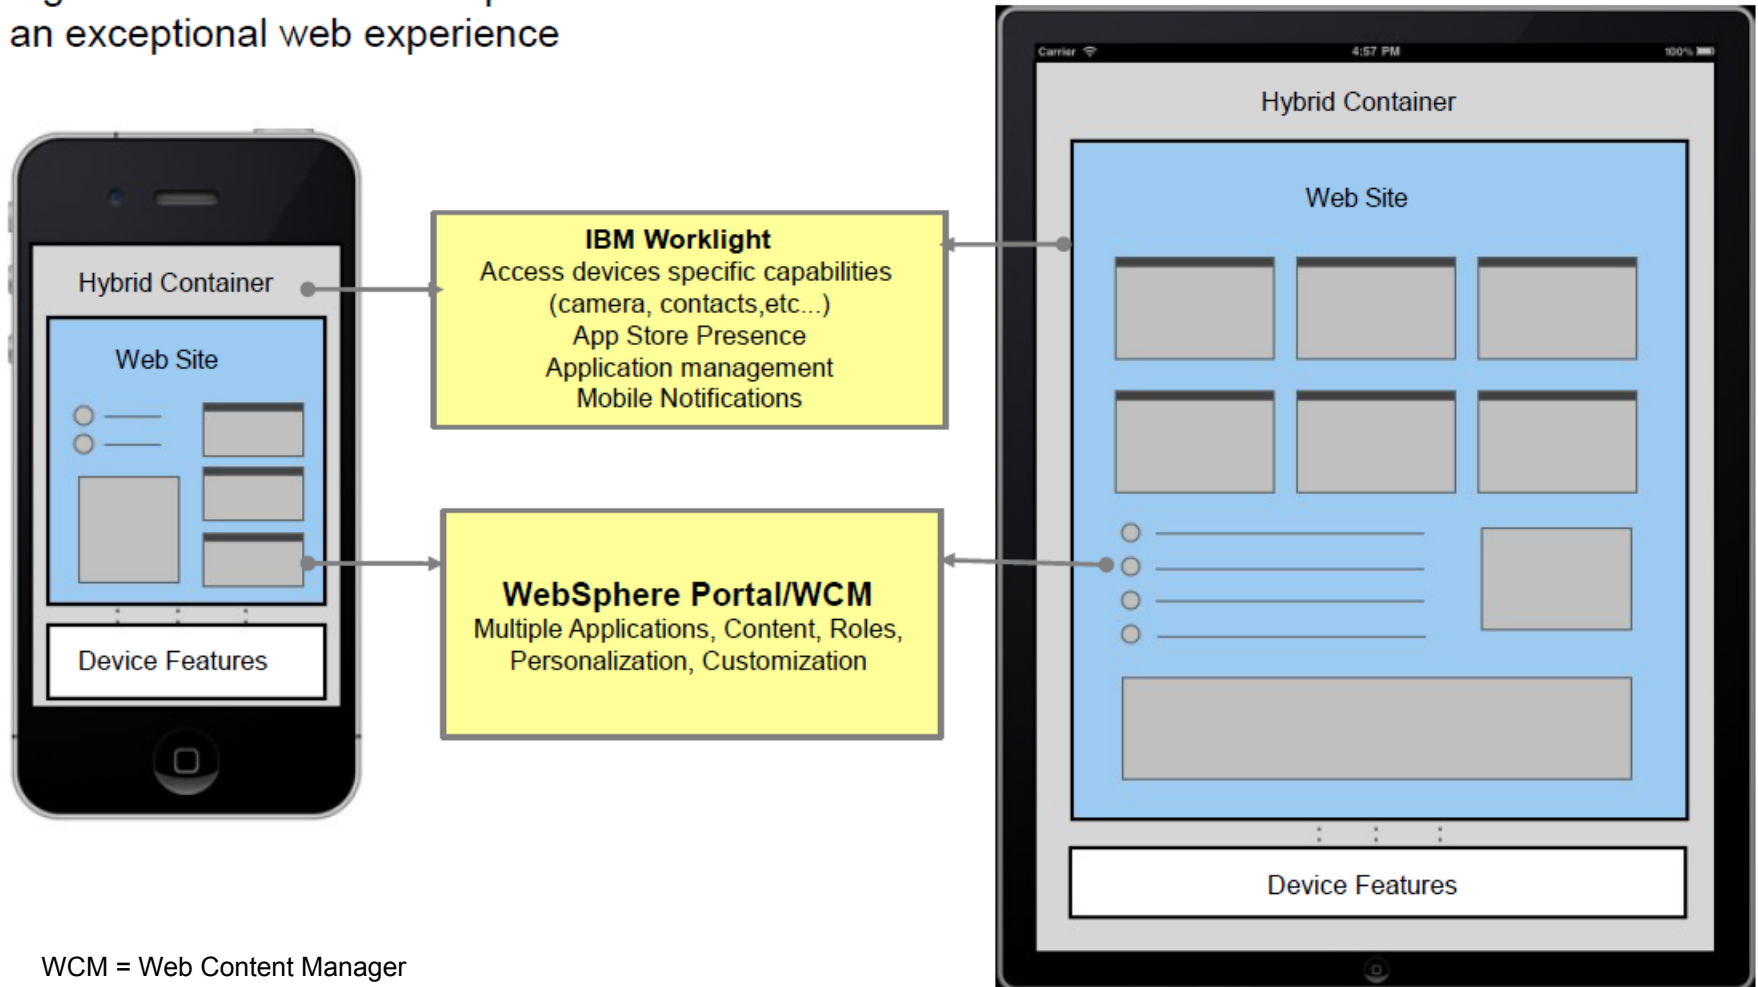 an exceptional web experience
Carrier
4:57 PM
100%
Hybrid Container
Web Site
Device Features
IBM Worklight
Access devices specific capabilities
(camera, contacts,etc...)
App Store Presence
Application management
Mobile Notifications
WebSphere Portal/WCM
Multiple Applications, Content, Roles,
Personalization, Customization
Hybrid Container
Web Site
Device Features
WCM = Web Content Manager